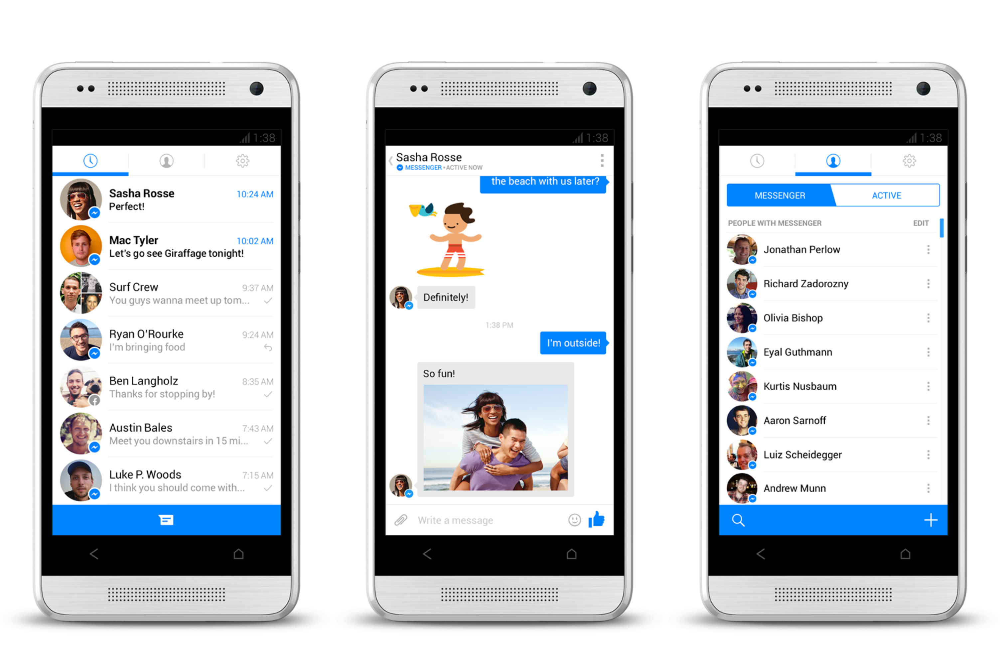 1:38
Sasha Rosse 10:24 AM
Perfect!
Mac Tyler 10:02 AM
Let's go see Giraffage tonight!
Surf Crew 9:37 AM
You guys wanna meet up tom...
Ryan O'Rourke 9:24 AM
I'm bringing food
Ben Langholz 8:35 AM
Thanks for stopping by!
Austin Bales 7:43 AM
Meet you downstairs in 15 mi...
Luke P. Woods 7:15 AM
I think you should come with...
1:38
Sasha Rosse
MESSENGER • ACTIVE NOW
the beach with us later?
Definitely!
1:38 PM
I'm outside!
So fun!
Write a message
1:38
MESSENGER ACTIVE
PEOPLE WITH MESSENGER EDIT
Jonathan Perlow
Richard Zadorozny
Olivia Bishop
Eyal Guthmann
Kurtis Nusbaum
Aaron Sarnoff
Luiz Scheidegger
Andrew Munn